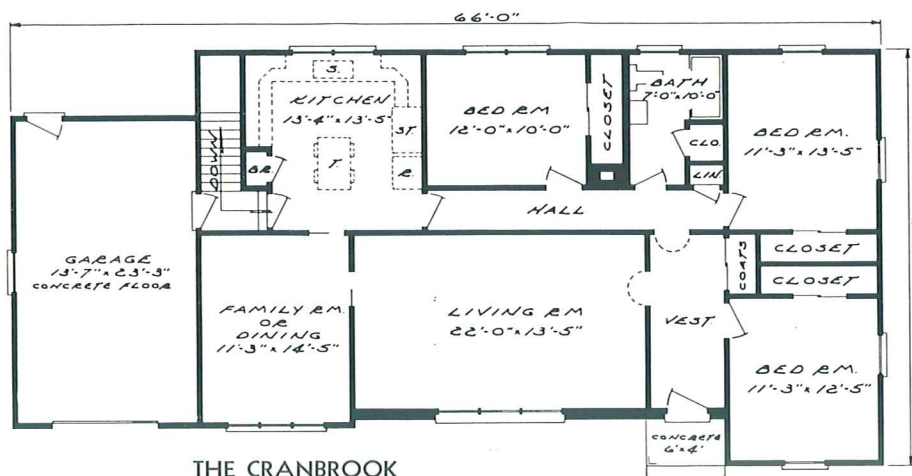 66'-0"
S.
KITCHEN
13'-4" x 13'-5"
ST.
T.
R.
BR.
DOWN
BED RM
12'-0" x 10'-0"
CLOSET
BATH
7'-0" x 10'-0"
CLO.
LIN.
BED RM.
11'-3" x 13'-5"
HALL
GARAGE
13'-7" x 23'-3"
CONCRETE FLOOR
FAMILY RM.
OR
DINING
11'-3" x 14'-5"
LIVING RM
22'-0" x 13'-5"
VEST.
COATS
CLOSET
CLOSET
BED RM.
11'-3" x 12'-5"
CONCRETE
6' x 4'
THE CRANBROOK